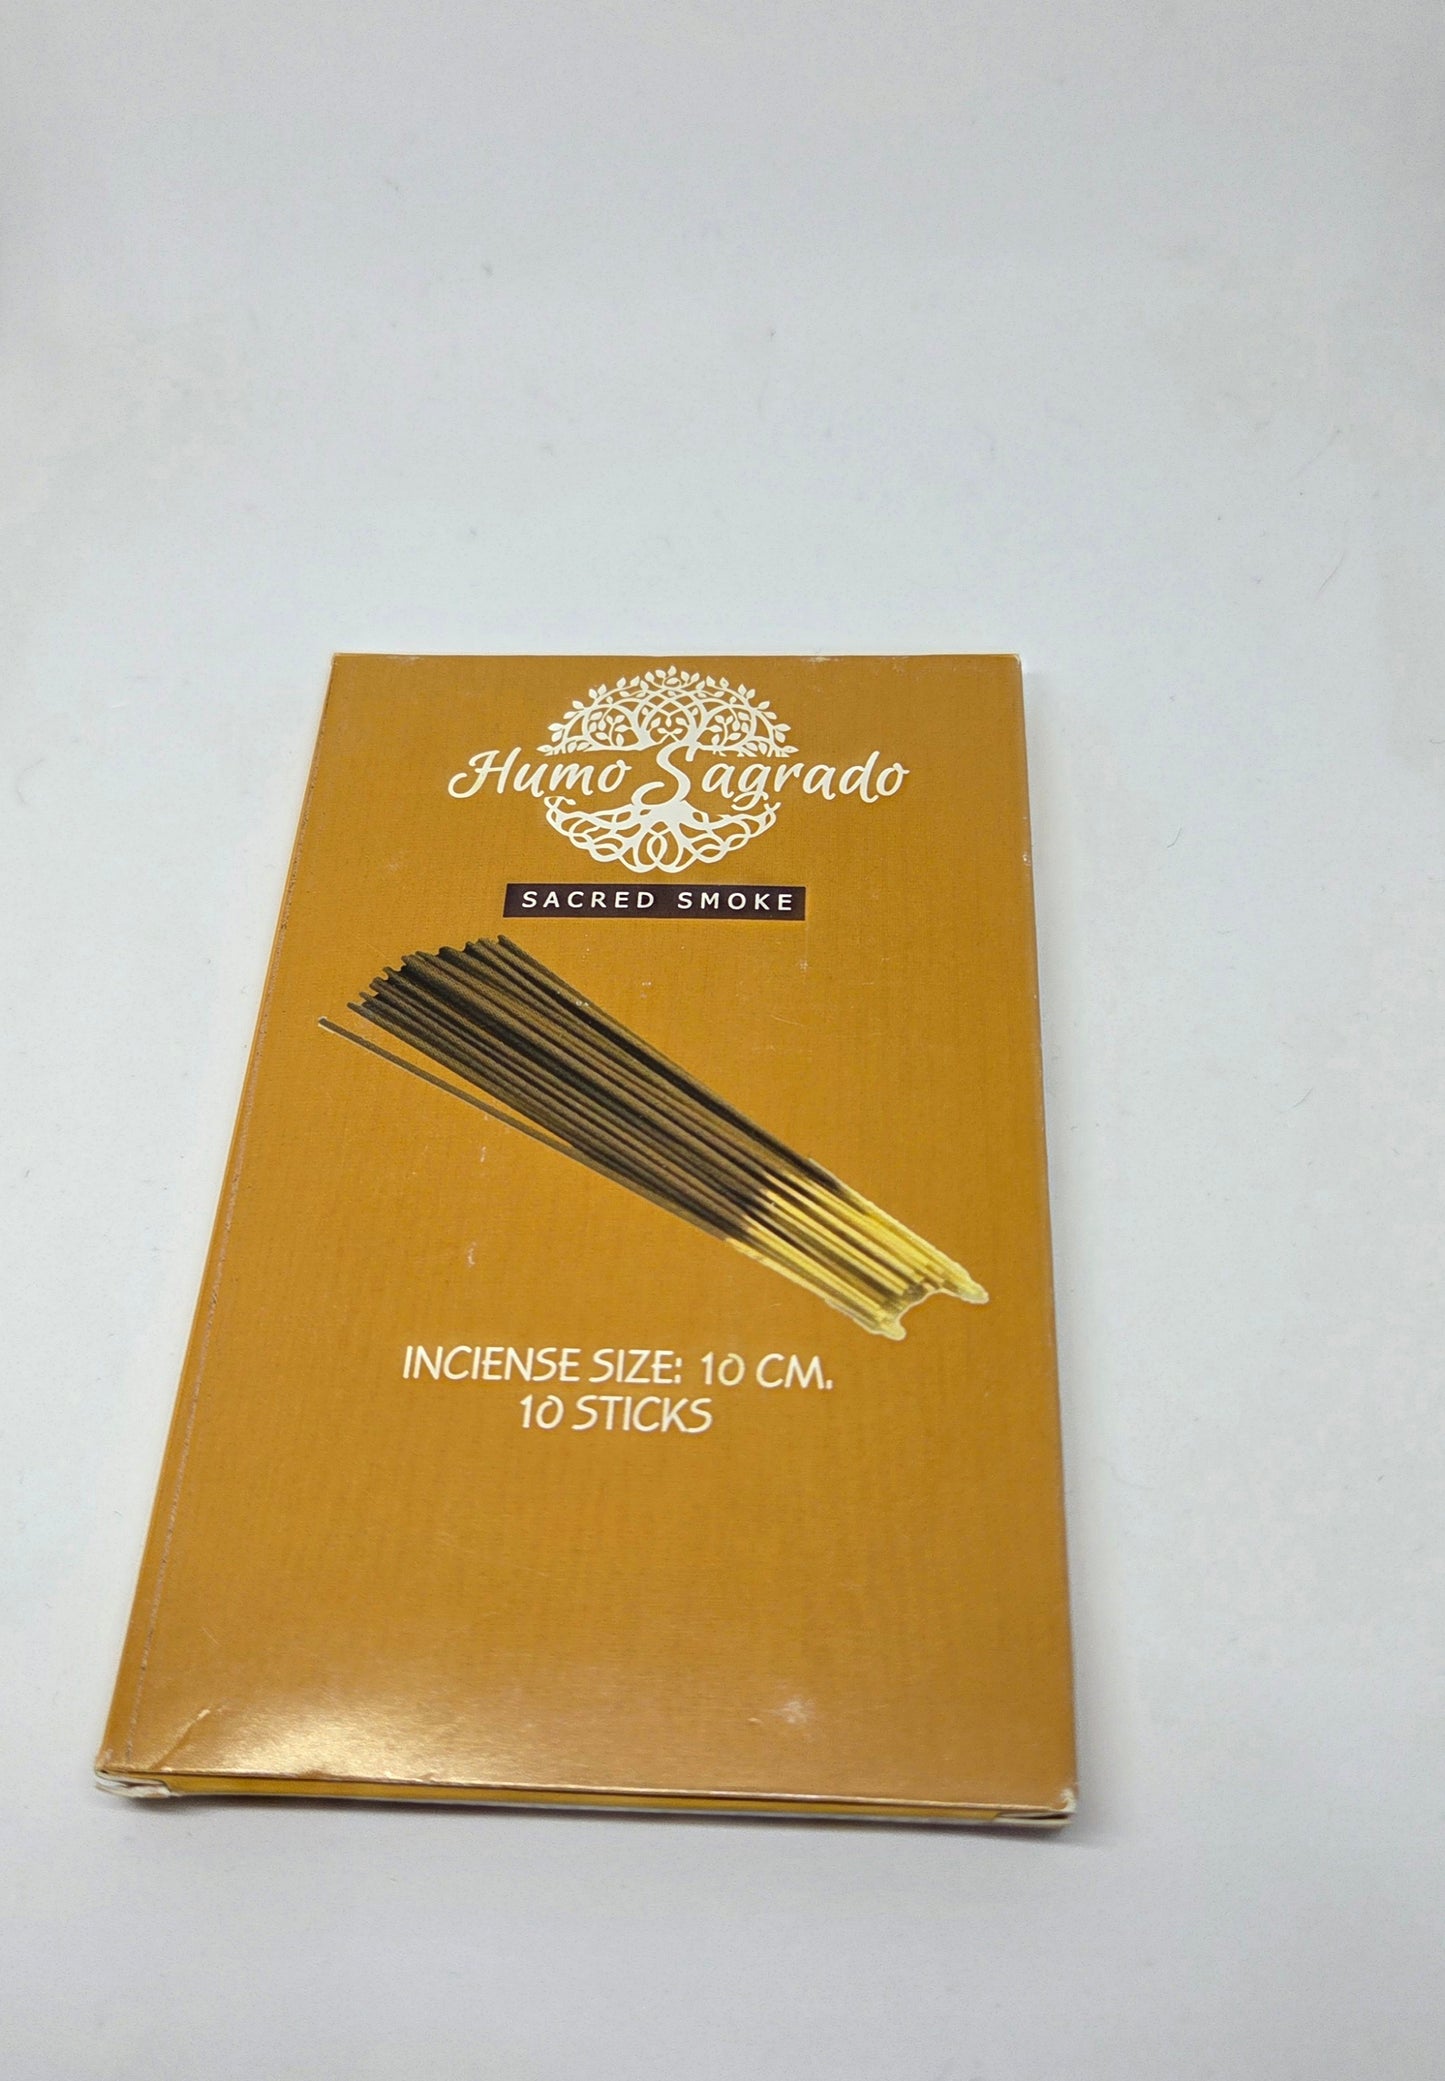 Humo Sagrado
SACRED SMOKE
INCIENSE SIZE: 10 CM.
10 STICKS